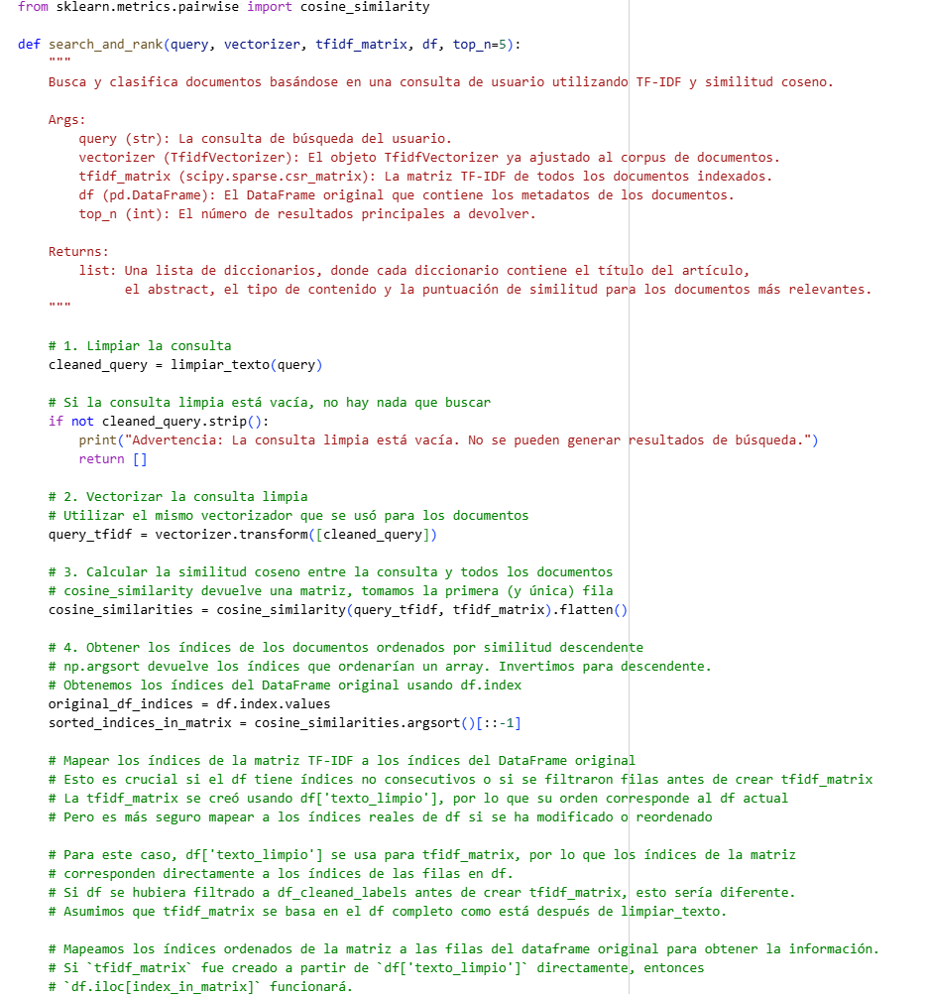 from sklearn.metrics.pairwise import cosine_similarity
def search_and_rank(query, vectorizer, tfidf_matrix, df, top_n=5):
    """
    Busca y clasifica documentos basándose en una consulta de usuario utilizando TF-IDF y similitud coseno.
    Args:
        query (str): La consulta de búsqueda del usuario.
        vectorizer (TfidfVectorizer): El objeto TfidfVectorizer ya ajustado al corpus de documentos.
        tfidf_matrix (scipy.sparse.csr_matrix): La matriz TF-IDF de todos los documentos indexados.
        df (pd.DataFrame): El DataFrame original que contiene los metadatos de los documentos.
        top_n (int): El número de resultados principales a devolver.
    Returns:
        list: Una lista de diccionarios, donde cada diccionario contiene el título del artículo,
              el abstract, el tipo de contenido y la puntuación de similitud para los documentos más relevantes.
    """
    # 1. Limpiar la consulta
    cleaned_query = limpiar_texto(query)
    # Si la consulta limpia está vacía, no hay nada que buscar
    if not cleaned_query.strip():
        print("Advertencia: La consulta limpia está vacía. No se pueden generar resultados de búsqueda.")
        return []
    # 2. Vectorizar la consulta limpia
    # Utilizar el mismo vectorizador que se usó para los documentos
    query_tfidf = vectorizer.transform([cleaned_query])
    # 3. Calcular la similitud coseno entre la consulta y todos los documentos
    # cosine_similarity devuelve una matriz, tomamos la primera (y única) fila
    cosine_similarities = cosine_similarity(query_tfidf, tfidf_matrix).flatten()
    # 4. Obtener los índices de los documentos ordenados por similitud descendente
    # np.argsort devuelve los índices que ordenarían un array. Invertimos para descendente.
    # Obtenemos los índices del DataFrame original usando df.index
    original_df_indices = df.index.values
    sorted_indices_in_matrix = cosine_similarities.argsort()[::-1]
    # Mapear los índices de la matriz TF-IDF a los índices del DataFrame original
    # Esto es crucial si el df tiene índices no consecutivos o si se filtraron filas antes de crear tfidf_matrix
    # La tfidf_matrix se creó usando df['texto_limpio'], por lo que su orden corresponde al df actual
    # Pero es más seguro mapear a los índices reales de df si se ha modificado o reordenado
    # Para este caso, df['texto_limpio'] se usa para tfidf_matrix, por lo que los índices de la matriz
    # corresponden directamente a los índices de las filas en df.
    # Si df se hubiera filtrado a df_cleaned_labels antes de crear tfidf_matrix, esto sería diferente.
    # Asumimos que tfidf_matrix se basa en el df completo como está después de limpiar_texto.
    # Mapeamos los índices ordenados de la matriz a las filas del dataframe original para obtener la información.
    # Si `tfidf_matrix` fue creado a partir de `df['texto_limpio']` directamente, entonces
    # `df.iloc[index_in_matrix]` funcionará.